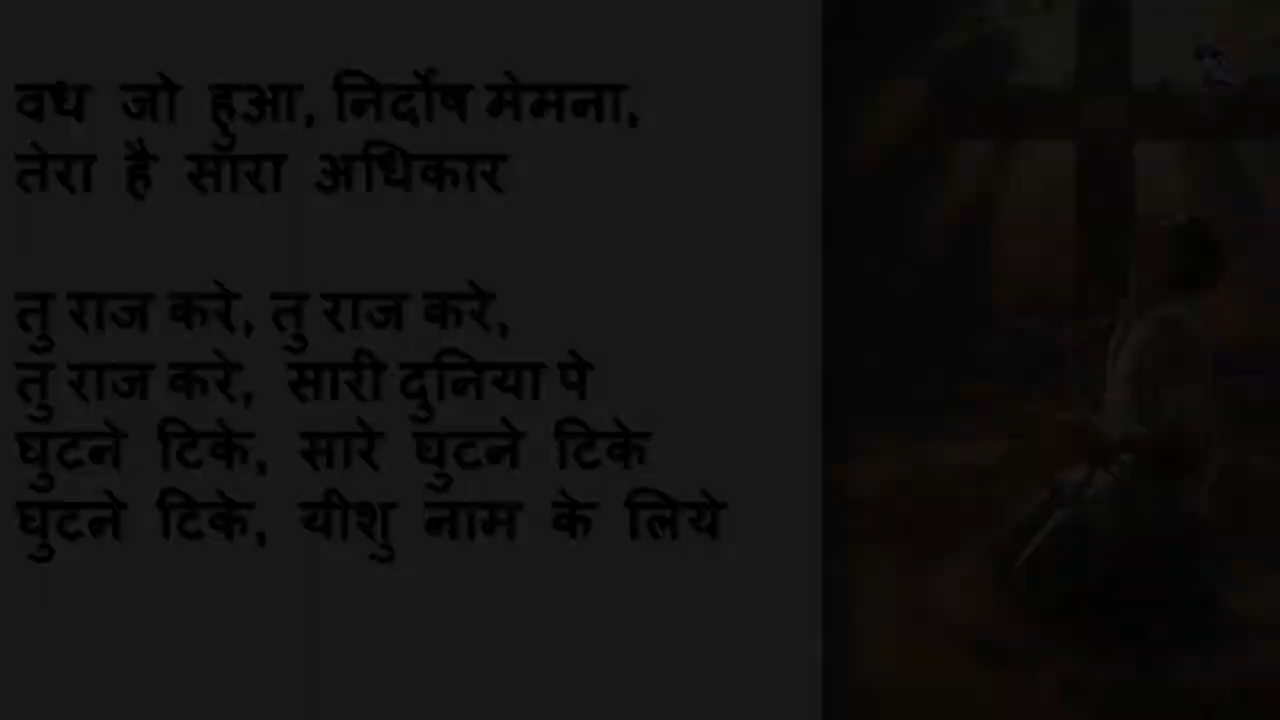 वध जो हुआ, निर्दोष मेमना,
तेरा है सारा अधिकार
तु राज करे, तु राज करे,
तु राज करे, सारी दुनिया पे
घुटने टिके, सारे घुटने टिके
घुटने टिके, यीशु नाम के लिये